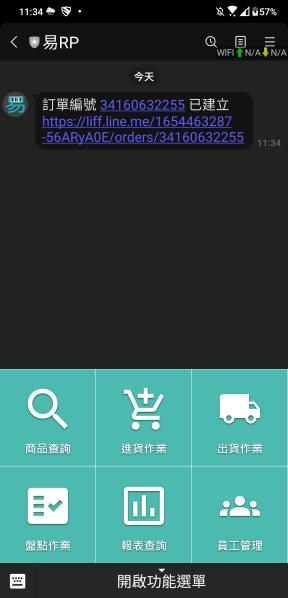 11:34
57%
易RP
WIFI N/A N/A
今天
易
訂單編號 34160632255 已建立
https://liff.line.me/1654463287
-56ARyA0E/orders/34160632255
11:34
商品查詢
進貨作業
出貨作業
盤點作業
報表查詢
員工管理
開啟功能選單